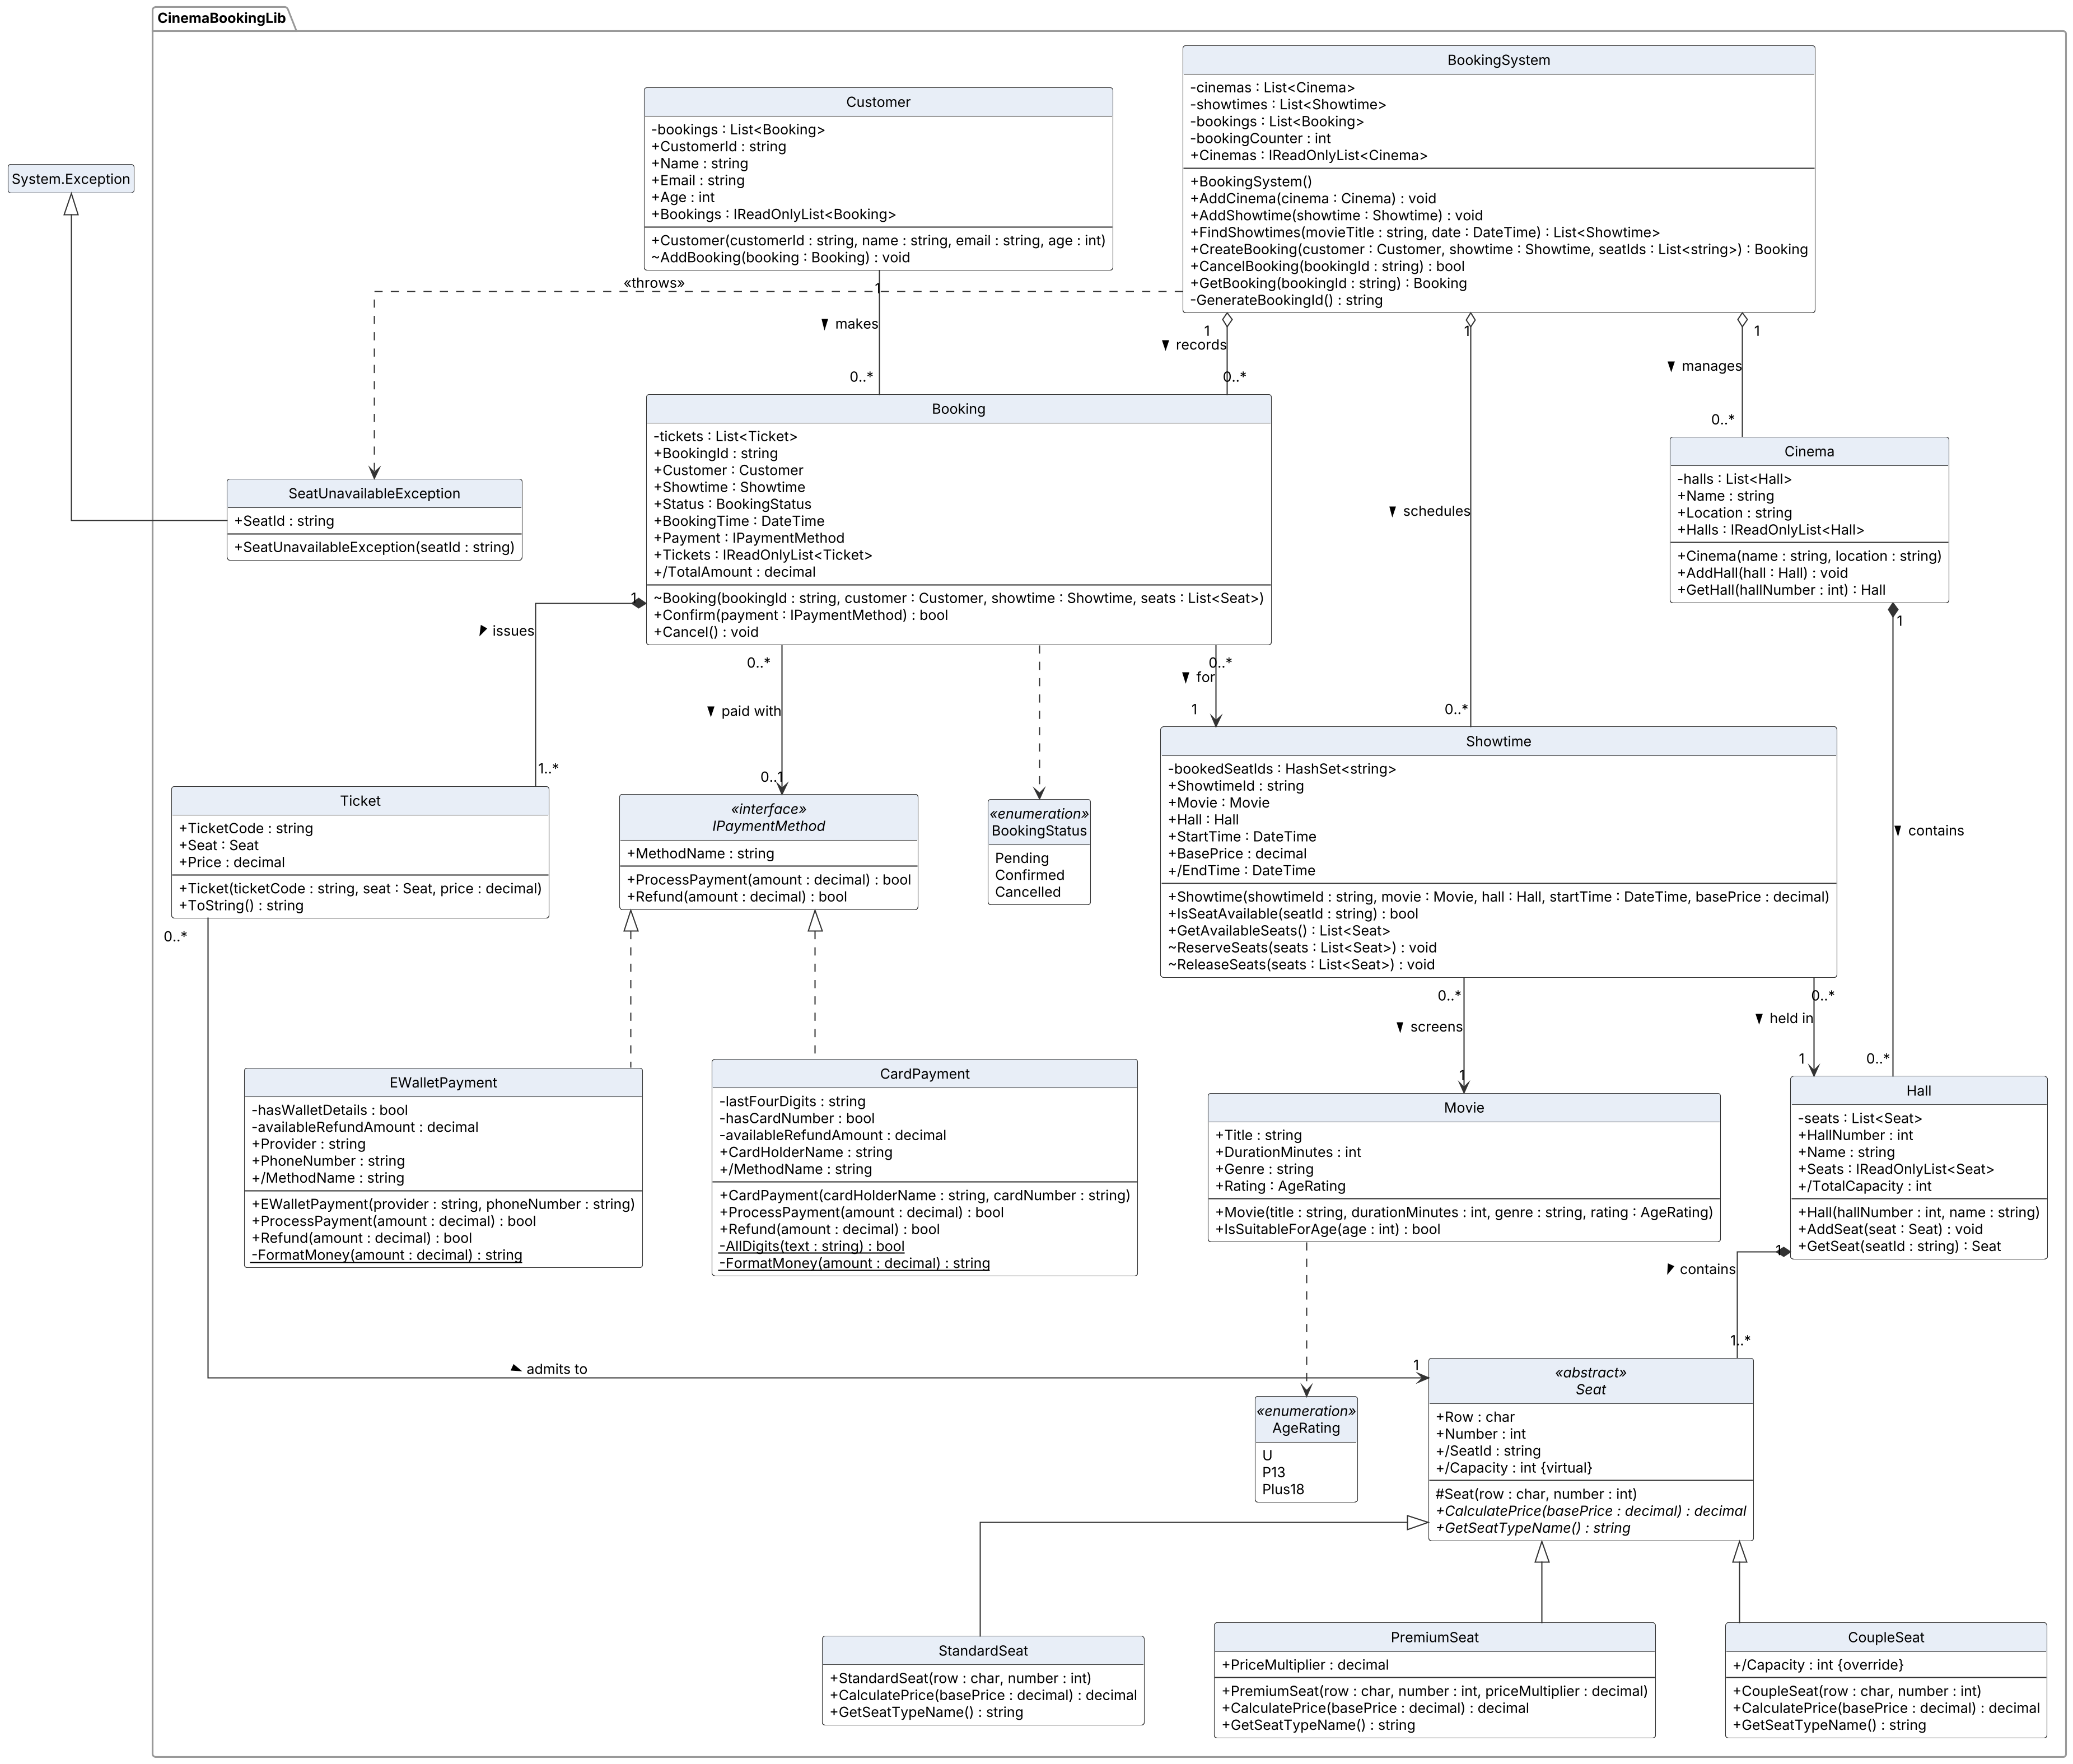 CinemaBookingLib
BookingSystem
-cinemas : List<Cinema>
-showtimes : List<Showtime>
-bookings : List<Booking>
-bookingCounter : int
+Cinemas : IReadOnlyList<Cinema>
+BookingSystem()
+AddCinema(cinema : Cinema) : void
+AddShowtime(showtime : Showtime) : void
+FindShowtimes(movieTitle : string, date : DateTime) : List<Showtime>
+CreateBooking(customer : Customer, showtime : Showtime, seatIds : List<string>) : Booking
+CancelBooking(bookingId : string) : bool
+GetBooking(bookingId : string) : Booking
-GenerateBookingId() : string
Customer
-bookings : List<Booking>
+CustomerId : string
+Name : string
+Email : string
+Age : int
+Bookings : IReadOnlyList<Booking>
+Customer(customerId : string, name : string, email : string, age : int)
~AddBooking(booking : Booking) : void
System.Exception
«throws»
1
makes
0..*
1
records
0..*
1
schedules
0..*
1
manages
0..*
Booking
-tickets : List<Ticket>
+BookingId : string
+Customer : Customer
+Showtime : Showtime
+Status : BookingStatus
+BookingTime : DateTime
+Payment : IPaymentMethod
+Tickets : IReadOnlyList<Ticket>
+/TotalAmount : decimal
~Booking(bookingId : string, customer : Customer, showtime : Showtime, seats : List<Seat>)
+Confirm(payment : IPaymentMethod) : bool
+Cancel() : void
Cinema
-halls : List<Hall>
+Name : string
+Location : string
+Halls : IReadOnlyList<Hall>
+Cinema(name : string, location : string)
+AddHall(hall : Hall) : void
+GetHall(hallNumber : int) : Hall
SeatUnavailableException
+SeatId : string
+SeatUnavailableException(seatId : string)
1
issues
1..*
0..*
paid with
0..1
0..*
for
1
1
contains
0..*
Showtime
-bookedSeatIds : HashSet<string>
+ShowtimeId : string
+Movie : Movie
+Hall : Hall
+StartTime : DateTime
+BasePrice : decimal
+/EndTime : DateTime
+Showtime(showtimeId : string, movie : Movie, hall : Hall, startTime : DateTime, basePrice : decimal)
+IsSeatAvailable(seatId : string) : bool
+GetAvailableSeats() : List<Seat>
~ReserveSeats(seats : List<Seat>) : void
~ReleaseSeats(seats : List<Seat>) : void
Ticket
+TicketCode : string
+Seat : Seat
+Price : decimal
+Ticket(ticketCode : string, seat : Seat, price : decimal)
+ToString() : string
«interface»
IPaymentMethod
+MethodName : string
+ProcessPayment(amount : decimal) : bool
+Refund(amount : decimal) : bool
«enumeration»
BookingStatus
Pending
Confirmed
Cancelled
0..*
admits to
1
0..*
screens
1
0..*
held in
1
EWalletPayment
-hasWalletDetails : bool
-availableRefundAmount : decimal
+Provider : string
+PhoneNumber : string
+/MethodName : string
+EWalletPayment(provider : string, phoneNumber : string)
+ProcessPayment(amount : decimal) : bool
+Refund(amount : decimal) : bool
-FormatMoney(amount : decimal) : string
CardPayment
-lastFourDigits : string
-hasCardNumber : bool
-availableRefundAmount : decimal
+CardHolderName : string
+/MethodName : string
+CardPayment(cardHolderName : string, cardNumber : string)
+ProcessPayment(amount : decimal) : bool
+Refund(amount : decimal) : bool
-AllDigits(text : string) : bool
-FormatMoney(amount : decimal) : string
Movie
+Title : string
+DurationMinutes : int
+Genre : string
+Rating : AgeRating
+Movie(title : string, durationMinutes : int, genre : string, rating : AgeRating)
+IsSuitableForAge(age : int) : bool
Hall
-seats : List<Seat>
+HallNumber : int
+Name : string
+Seats : IReadOnlyList<Seat>
+/TotalCapacity : int
+Hall(hallNumber : int, name : string)
+AddSeat(seat : Seat) : void
+GetSeat(seatId : string) : Seat
1
contains
1..*
«enumeration»
AgeRating
U
P13
Plus18
«abstract»
Seat
+Row : char
+Number : int
+/SeatId : string
+/Capacity : int {virtual}
#Seat(row : char, number : int)
+CalculatePrice(basePrice : decimal) : decimal
+GetSeatTypeName() : string
StandardSeat
+StandardSeat(row : char, number : int)
+CalculatePrice(basePrice : decimal) : decimal
+GetSeatTypeName() : string
PremiumSeat
+PriceMultiplier : decimal
+PremiumSeat(row : char, number : int, priceMultiplier : decimal)
+CalculatePrice(basePrice : decimal) : decimal
+GetSeatTypeName() : string
CoupleSeat
+/Capacity : int {override}
+CoupleSeat(row : char, number : int)
+CalculatePrice(basePrice : decimal) : decimal
+GetSeatTypeName() : string